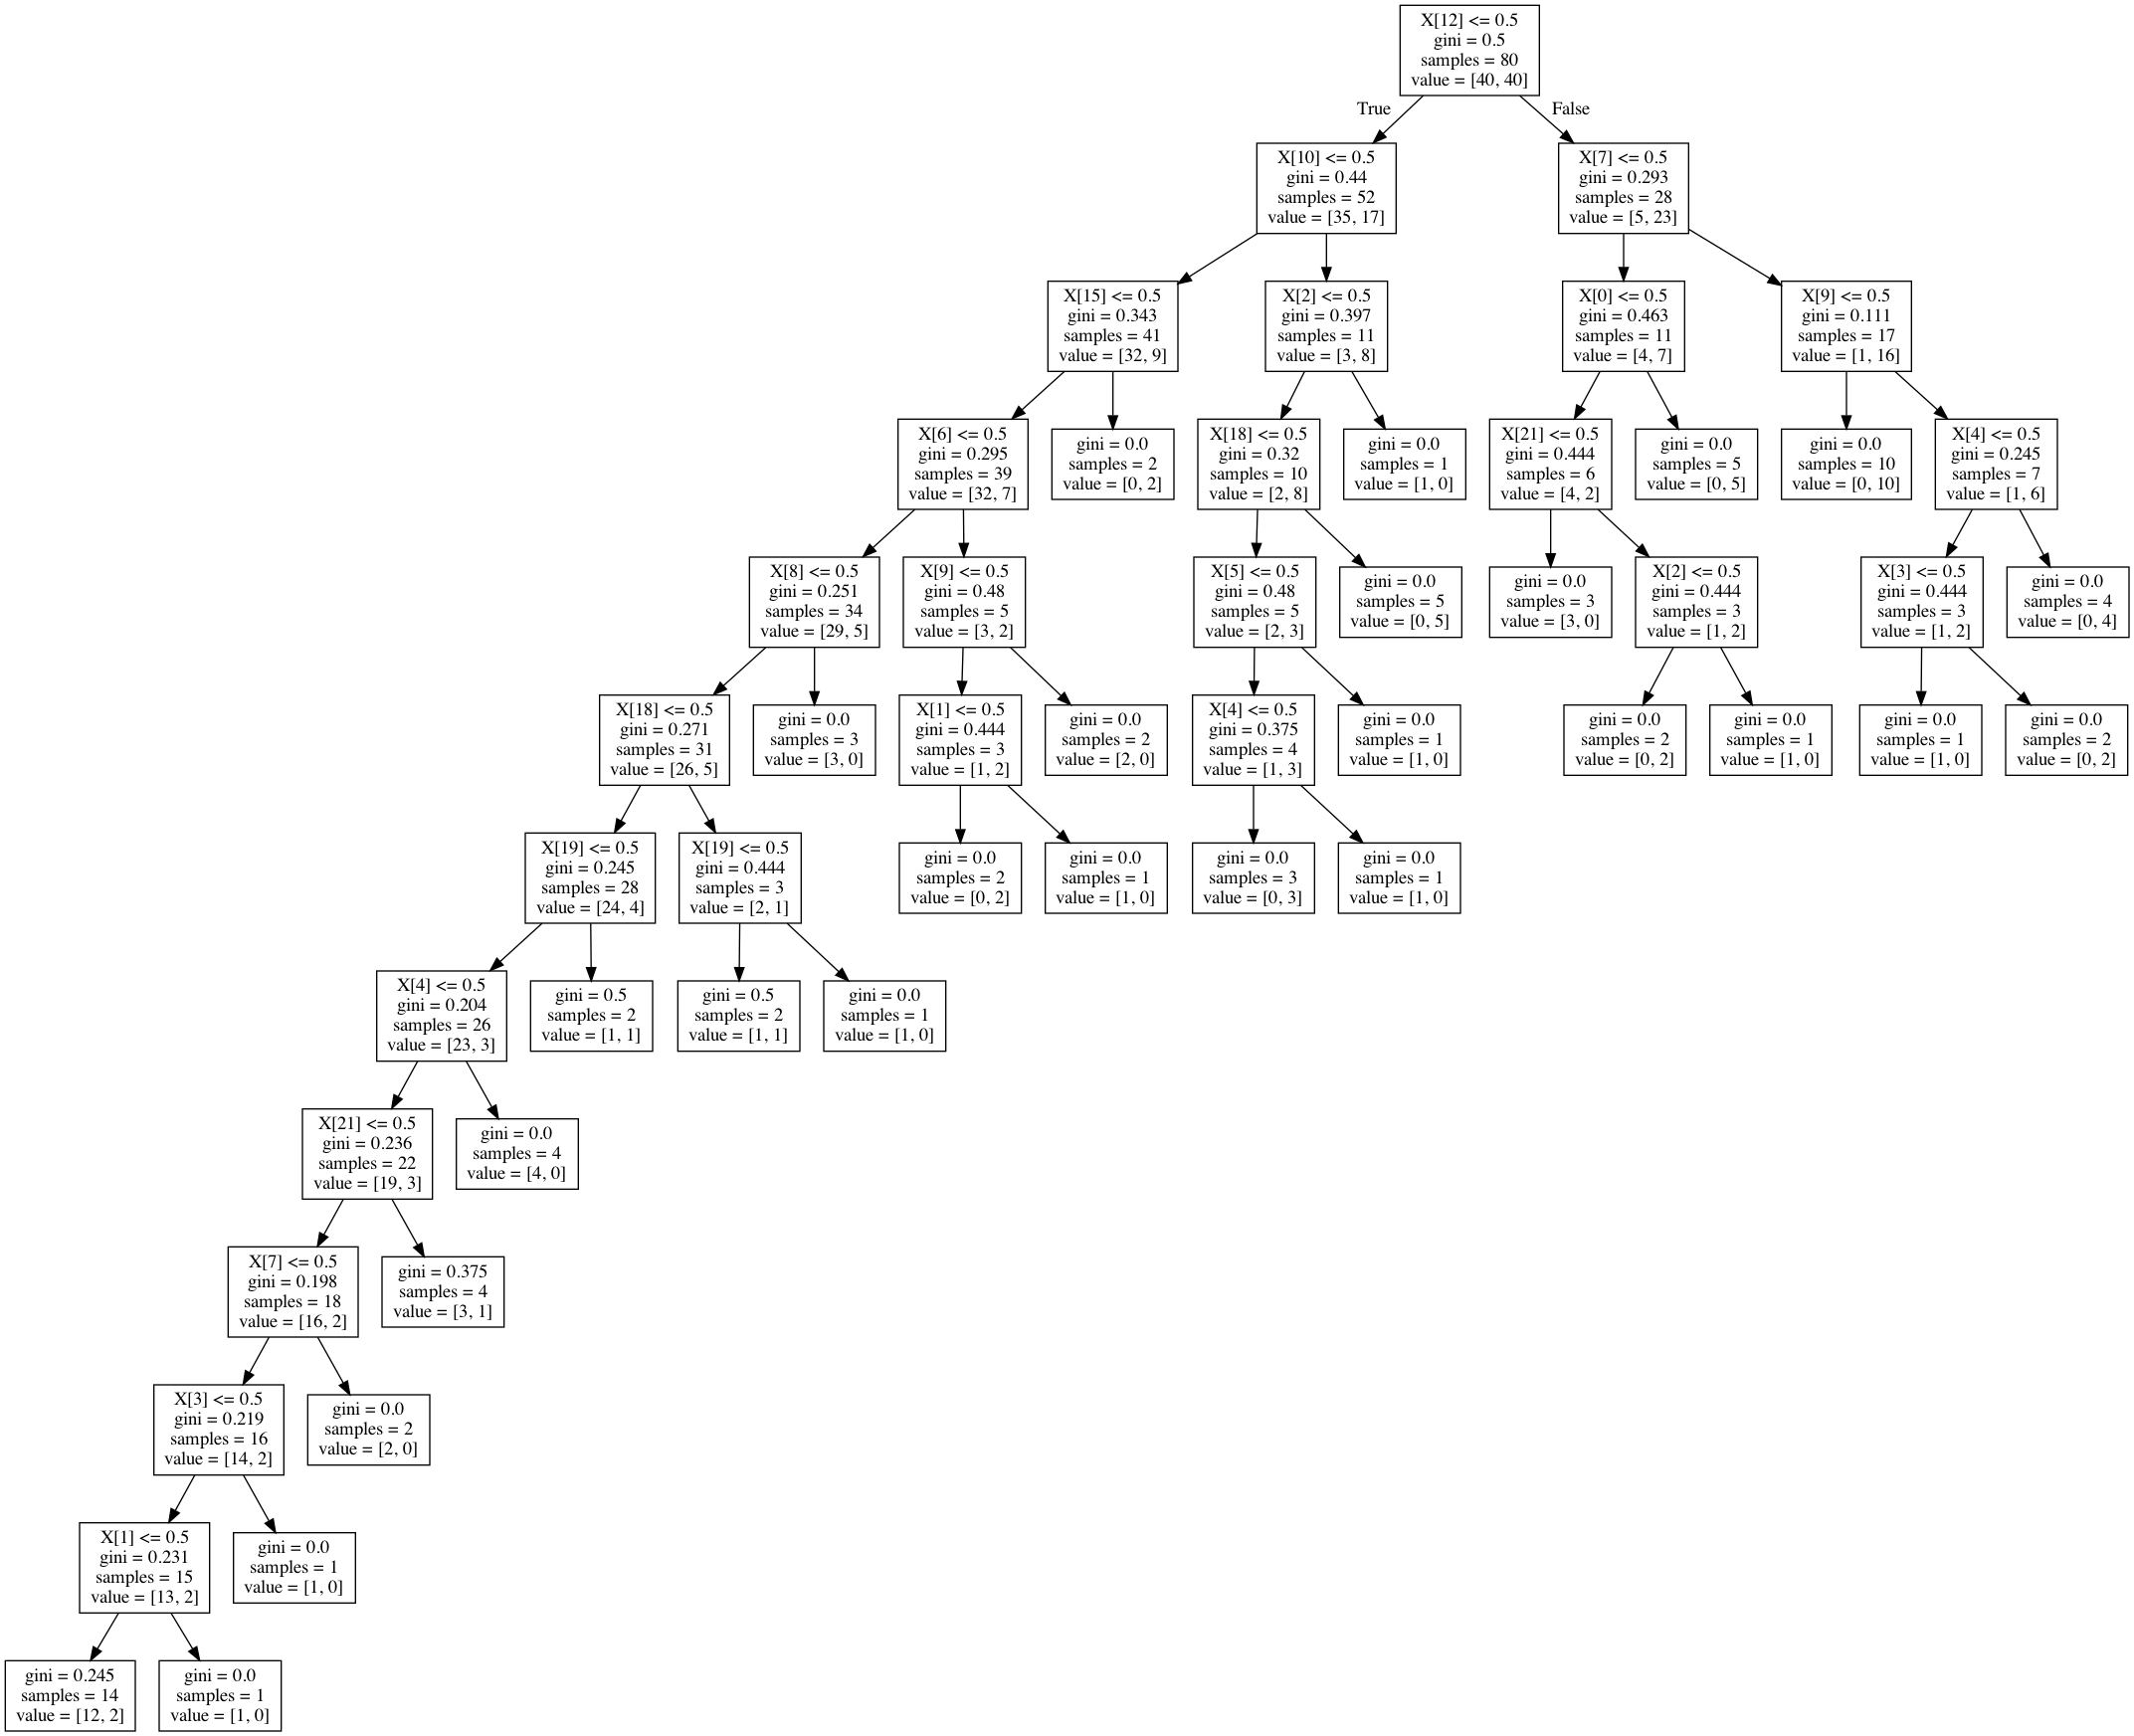 X[12] <= 0.5
gini = 0.5
samples = 80
value = [40, 40]
True
False
X[10] <= 0.5
gini = 0.44
samples = 52
value = [35, 17]
X[7] <= 0.5
gini = 0.293
samples = 28
value = [5, 23]
X[15] <= 0.5
gini = 0.343
samples = 41
value = [32, 9]
X[2] <= 0.5
gini = 0.397
samples = 11
value = [3, 8]
X[0] <= 0.5
gini = 0.463
samples = 11
value = [4, 7]
X[9] <= 0.5
gini = 0.111
samples = 17
value = [1, 16]
X[6] <= 0.5
gini = 0.295
samples = 39
value = [32, 7]
gini = 0.0
samples = 2
value = [0, 2]
X[18] <= 0.5
gini = 0.32
samples = 10
value = [2, 8]
gini = 0.0
samples = 1
value = [1, 0]
X[21] <= 0.5
gini = 0.444
samples = 6
value = [4, 2]
gini = 0.0
samples = 5
value = [0, 5]
gini = 0.0
samples = 10
value = [0, 10]
X[4] <= 0.5
gini = 0.245
samples = 7
value = [1, 6]
X[8] <= 0.5
gini = 0.251
samples = 34
value = [29, 5]
X[9] <= 0.5
gini = 0.48
samples = 5
value = [3, 2]
X[5] <= 0.5
gini = 0.48
samples = 5
value = [2, 3]
gini = 0.0
samples = 5
value = [0, 5]
gini = 0.0
samples = 3
value = [3, 0]
X[2] <= 0.5
gini = 0.444
samples = 3
value = [1, 2]
X[3] <= 0.5
gini = 0.444
samples = 3
value = [1, 2]
gini = 0.0
samples = 4
value = [0, 4]
X[18] <= 0.5
gini = 0.271
samples = 31
value = [26, 5]
gini = 0.0
samples = 3
value = [3, 0]
X[1] <= 0.5
gini = 0.444
samples = 3
value = [1, 2]
gini = 0.0
samples = 2
value = [2, 0]
X[4] <= 0.5
gini = 0.375
samples = 4
value = [1, 3]
gini = 0.0
samples = 1
value = [1, 0]
gini = 0.0
samples = 2
value = [0, 2]
gini = 0.0
samples = 1
value = [1, 0]
gini = 0.0
samples = 1
value = [1, 0]
gini = 0.0
samples = 2
value = [0, 2]
X[19] <= 0.5
gini = 0.245
samples = 28
value = [24, 4]
X[19] <= 0.5
gini = 0.444
samples = 3
value = [2, 1]
gini = 0.0
samples = 2
value = [0, 2]
gini = 0.0
samples = 1
value = [1, 0]
gini = 0.0
samples = 3
value = [0, 3]
gini = 0.0
samples = 1
value = [1, 0]
X[4] <= 0.5
gini = 0.204
samples = 26
value = [23, 3]
gini = 0.5
samples = 2
value = [1, 1]
gini = 0.5
samples = 2
value = [1, 1]
gini = 0.0
samples = 1
value = [1, 0]
X[21] <= 0.5
gini = 0.236
samples = 22
value = [19, 3]
gini = 0.0
samples = 4
value = [4, 0]
X[7] <= 0.5
gini = 0.198
samples = 18
value = [16, 2]
gini = 0.375
samples = 4
value = [3, 1]
X[3] <= 0.5
gini = 0.219
samples = 16
value = [14, 2]
gini = 0.0
samples = 2
value = [2, 0]
X[1] <= 0.5
gini = 0.231
samples = 15
value = [13, 2]
gini = 0.0
samples = 1
value = [1, 0]
gini = 0.245
samples = 14
value = [12, 2]
gini = 0.0
samples = 1
value = [1, 0]